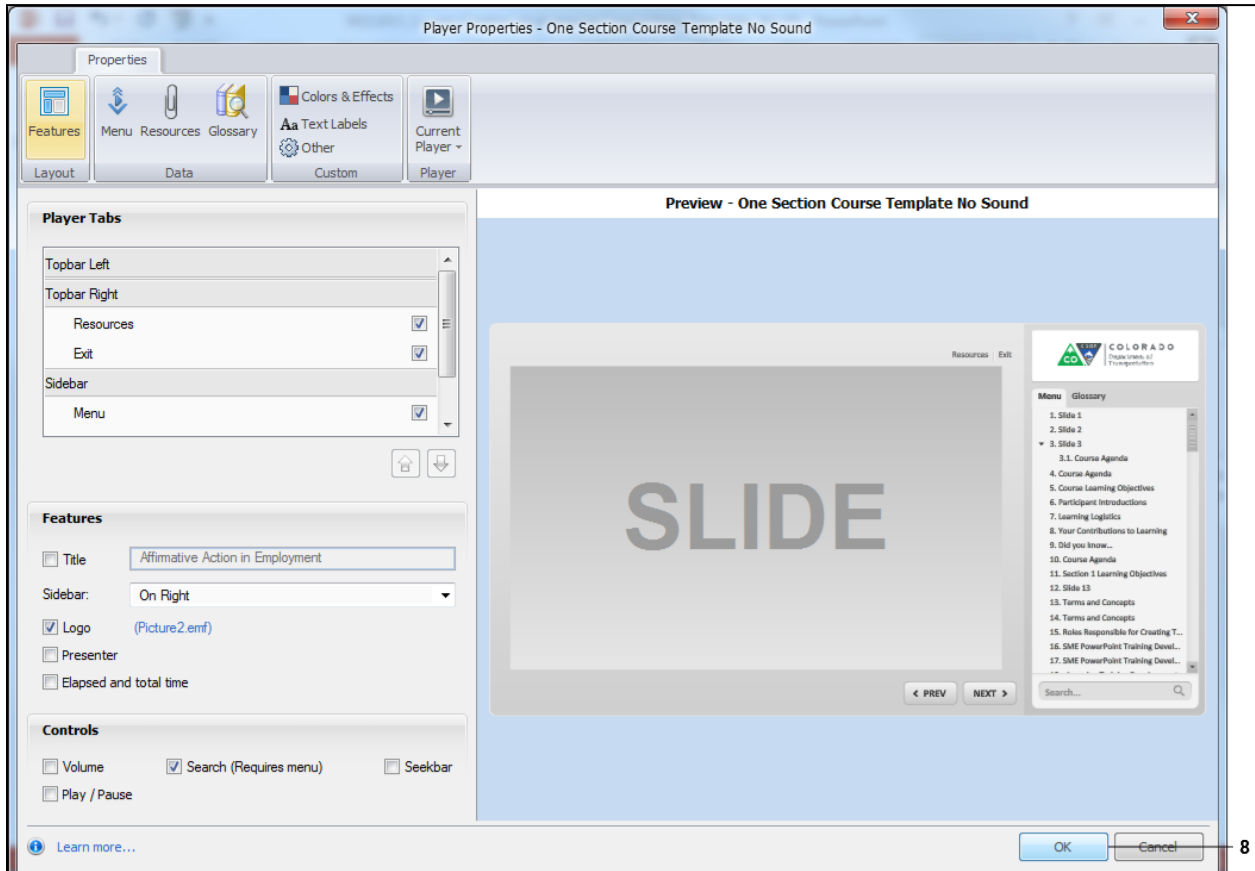 Player Properties - One Section Course Template No Sound
Properties
Features
Menu Resources Glossary
Colors & Effects
Aa Text Labels
Other
Current
Player
Layout
Data
Custom
Player
Player Tabs
Topbar Left
Topbar Right
Resources
Exit
Sidebar
Menu
Features
Title
Affirmative Action in Employment
Sidebar:
On Right
Logo
(Picture2.emf)
Presenter
Elapsed and total time
Controls
Volume
Search (Requires menu)
Seekbar
Play / Pause
Learn more...
Preview - One Section Course Template No Sound
Resources | Exit
SLIDE
< PREV
NEXT >
CO
COLORADO
Department of
Transportation
Menu Glossary
1. Slide 1
2. Slide 2
3. Slide 3
3.1. Course Agenda
4. Course Agenda
5. Course Learning Objectives
6. Participant Introductions
7. Learning Logistics
8. Your Contributions to Learning
9. Did you know...
10. Course Agenda
11. Section 1 Learning Objectives
12. Slide 13
13. Terms and Concepts
14. Terms and Concepts
15. Roles Responsible for Creating T...
16. SME PowerPoint Training Devel...
17. SME PowerPoint Training Devel...
Search...
OK
Cancel
8